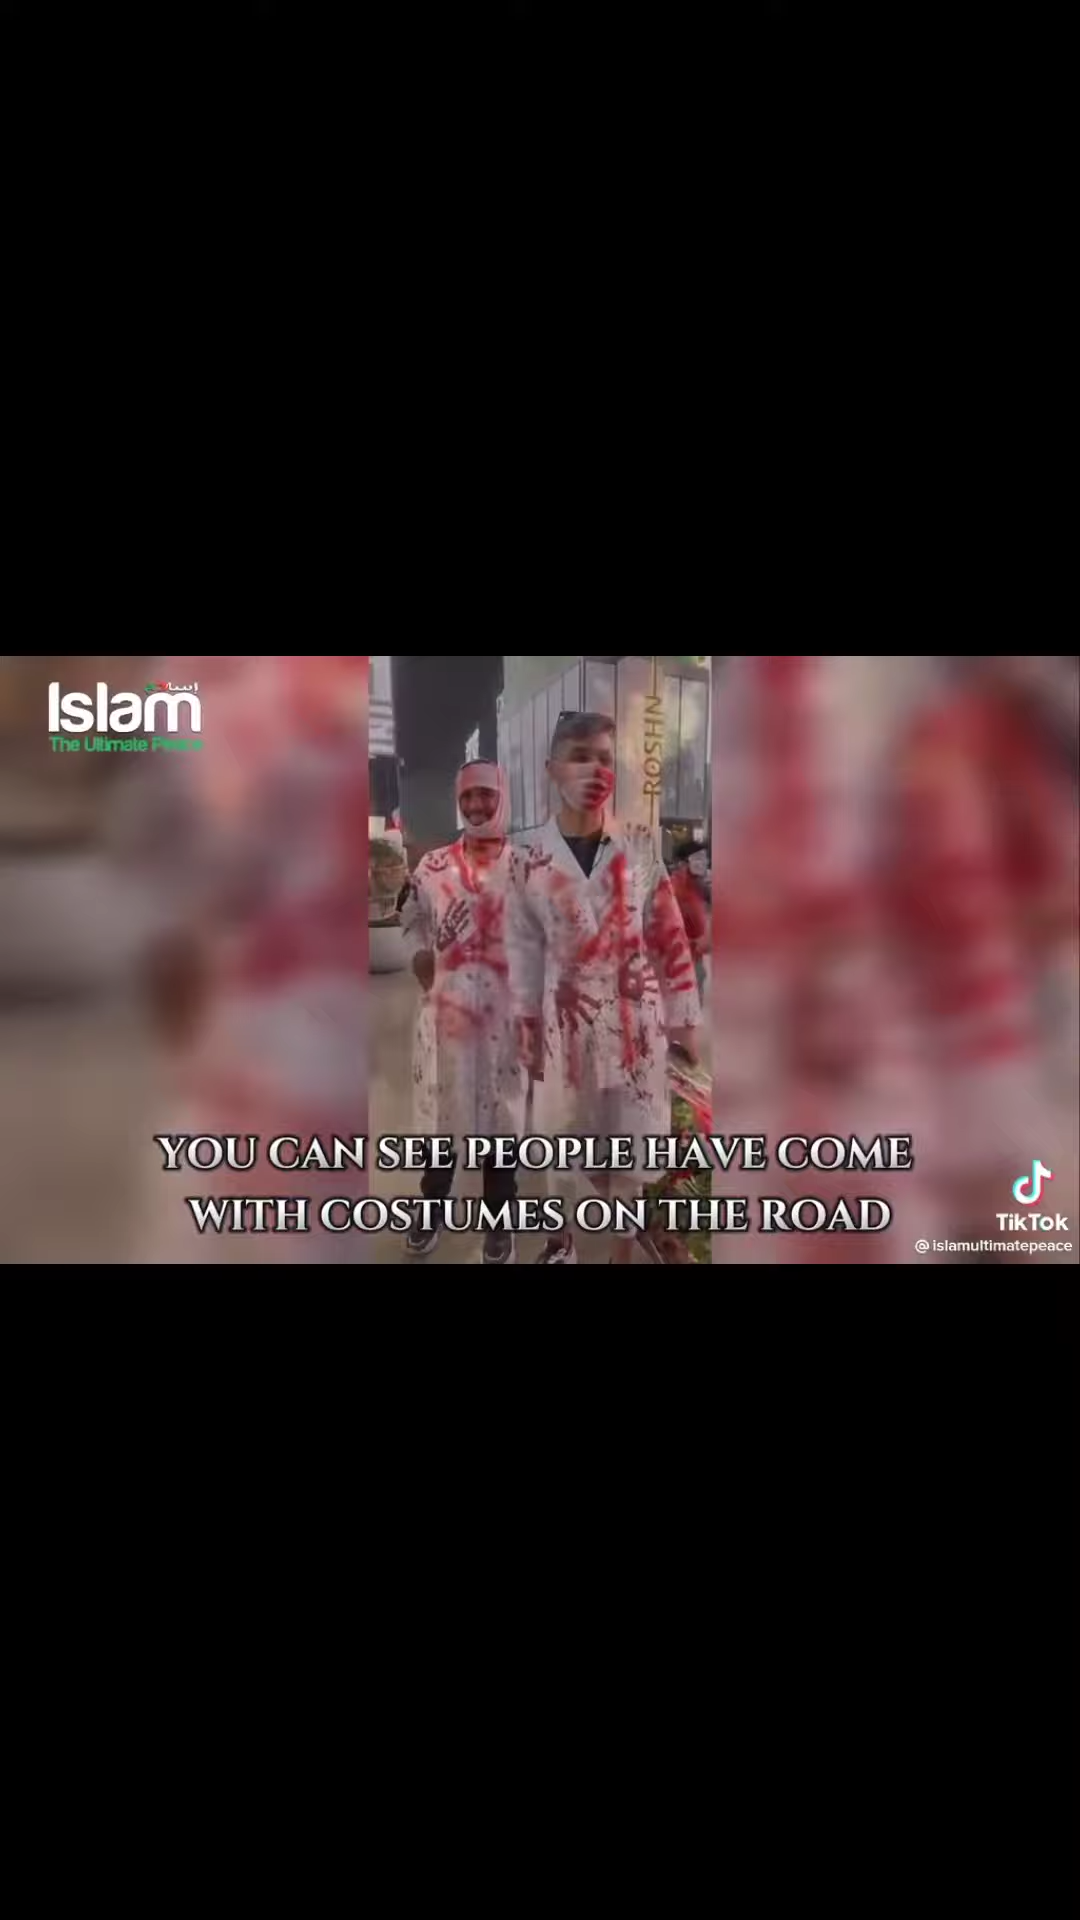 Islam
The Ultimate Peace
ROSHN
YOU CAN SEE PEOPLE HAVE COME
WITH COSTUMES ON THE ROAD
TikTok
@islamultimatepeace